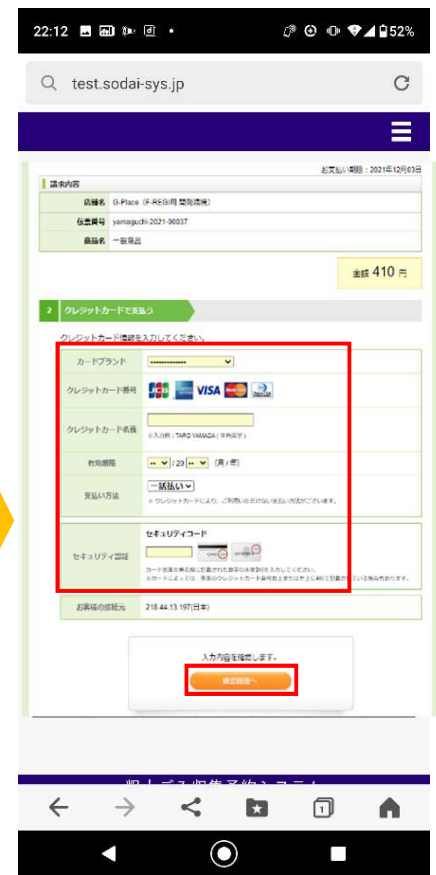 22:12
52%
test.sodai-sys.jp
お支払い期限：2021年12月03日
請求内容
店舗名 G-Place（F-REGI用 開発環境）
伝票番号 yamaguchi-2021-00037
商品名 一般廃品
金額 410 円
2 クレジットカードで支払う
クレジットカード情報を入力してください。
カードブランド
クレジットカード番号 JCB VISA
クレジットカード名義
※入力例：TARO YAMADA（半角英字）
有効期限 -- / 20 -- （月 / 年）
支払い方法 一括払い
※クレジットカードにより、ご利用いただけない支払い方法がございます。
セキュリティコード
セキュリティ認証
お客様の接続元 218.44.13.197(日本)
入力内容を確認します。
確認画面へ
1